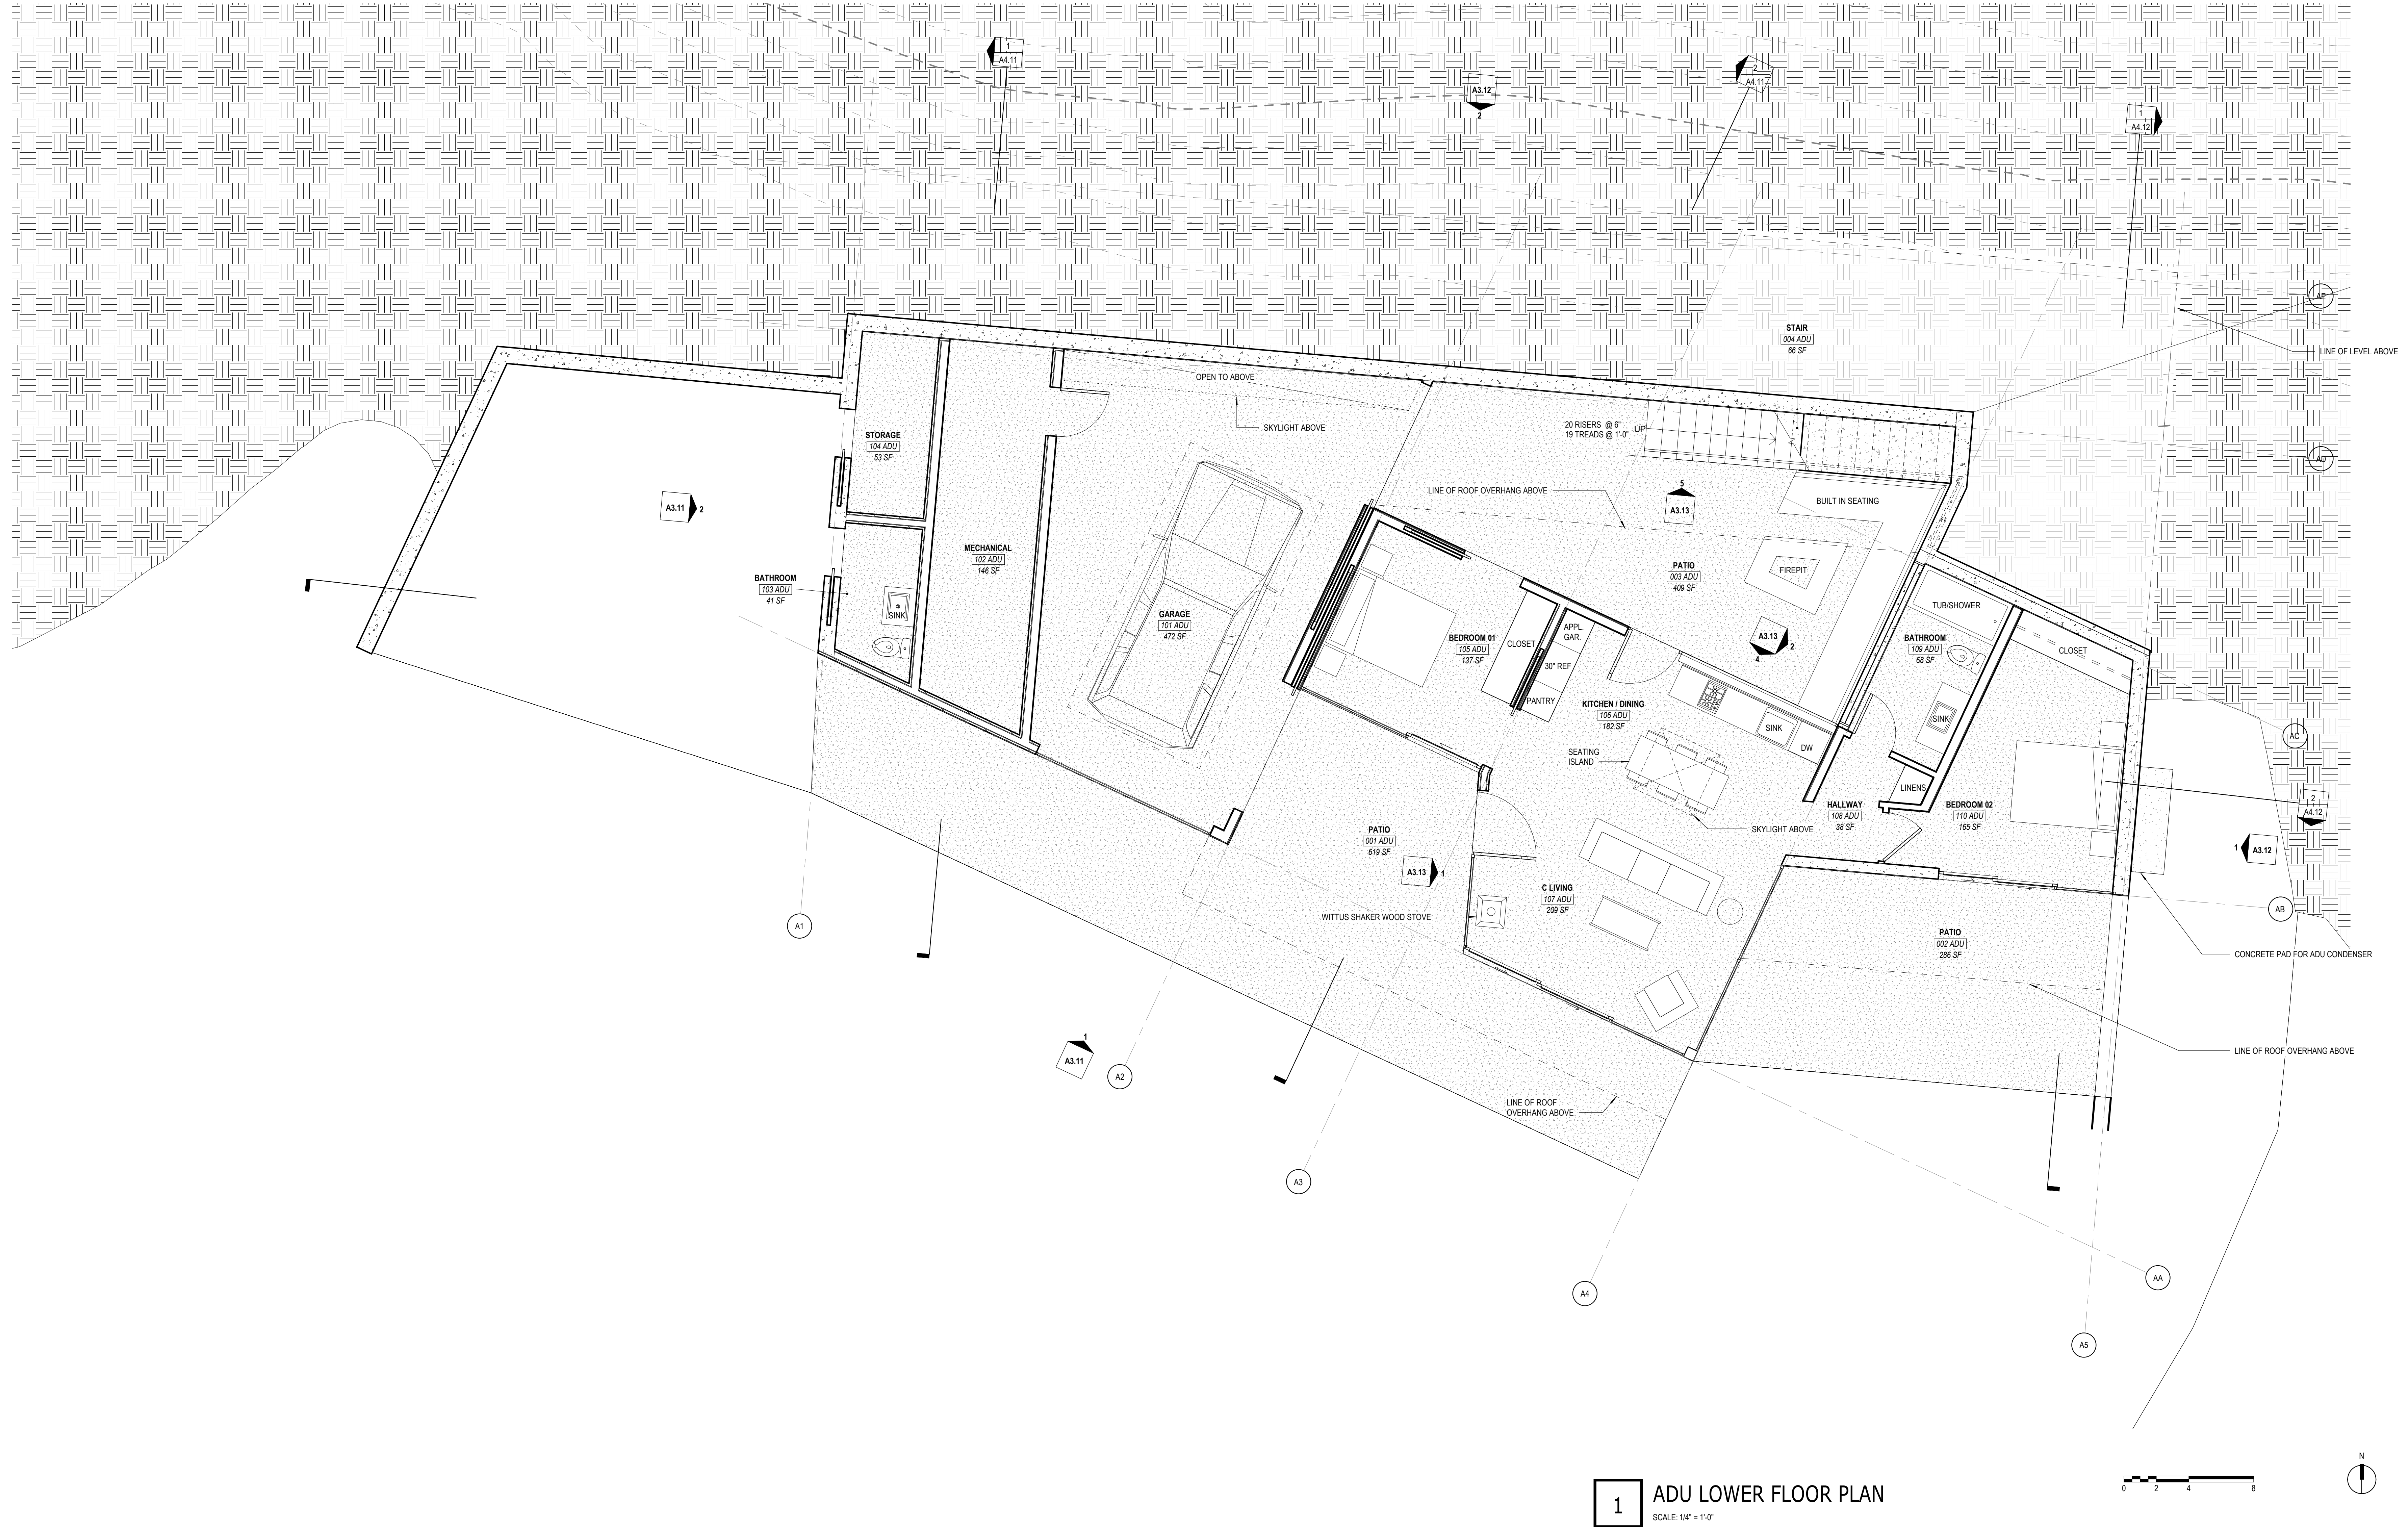 1
A4.11
A3.12
2
2
A4.11
1
A4.12
AE
STAIR
004 ADU
66 SF
LINE OF LEVEL ABOVE
OPEN TO ABOVE
SKYLIGHT ABOVE
20 RISERS @ 6"
19 TREADS @ 1'-0"
UP
STORAGE
104 ADU
53 SF
AD
LINE OF ROOF OVERHANG ABOVE
5
A3.13
BUILT IN SEATING
A3.11
2
MECHANICAL
102 ADU
146 SF
PATIO
003 ADU
409 SF
FIREPIT
BATHROOM
103 ADU
41 SF
SINK
GARAGE
101 ADU
472 SF
TUB/SHOWER
BEDROOM 01
105 ADU
137 SF
CLOSET
APPL.
GAR.
30" REF
PANTRY
A3.13
2
4
BATHROOM
109 ADU
68 SF
CLOSET
KITCHEN / DINING
106 ADU
182 SF
SINK
DW
SINK
AC
SEATING
ISLAND
LINENS
HALLWAY
108 ADU
38 SF
BEDROOM 02
110 ADU
165 SF
2
A4.12
SKYLIGHT ABOVE
PATIO
001 ADU
619 SF
1
A3.12
A3.13
1
C LIVING
107 ADU
209 SF
WITTUS SHAKER WOOD STOVE
AB
A1
PATIO
002 ADU
286 SF
CONCRETE PAD FOR ADU CONDENSER
1
A3.11
A2
LINE OF ROOF OVERHANG ABOVE
LINE OF ROOF
OVERHANG ABOVE
A3
AA
A4
A5
N
1
ADU LOWER FLOOR PLAN
SCALE: 1/4" = 1'-0"
0 2 4 8